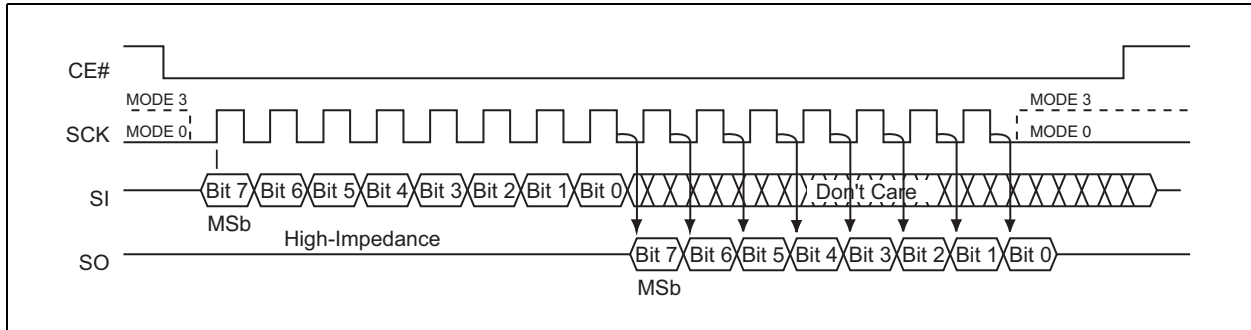 CE#
MODE 3 MODE 3
SCK MODE 0 MODE 0
SI Bit 7 Bit 6 Bit 5 Bit 4 Bit 3 Bit 2 Bit 1 Bit 0 Don't Care
MSb
High-Impedance
SO Bit 7 Bit 6 Bit 5 Bit 4 Bit 3 Bit 2 Bit 1 Bit 0
MSb